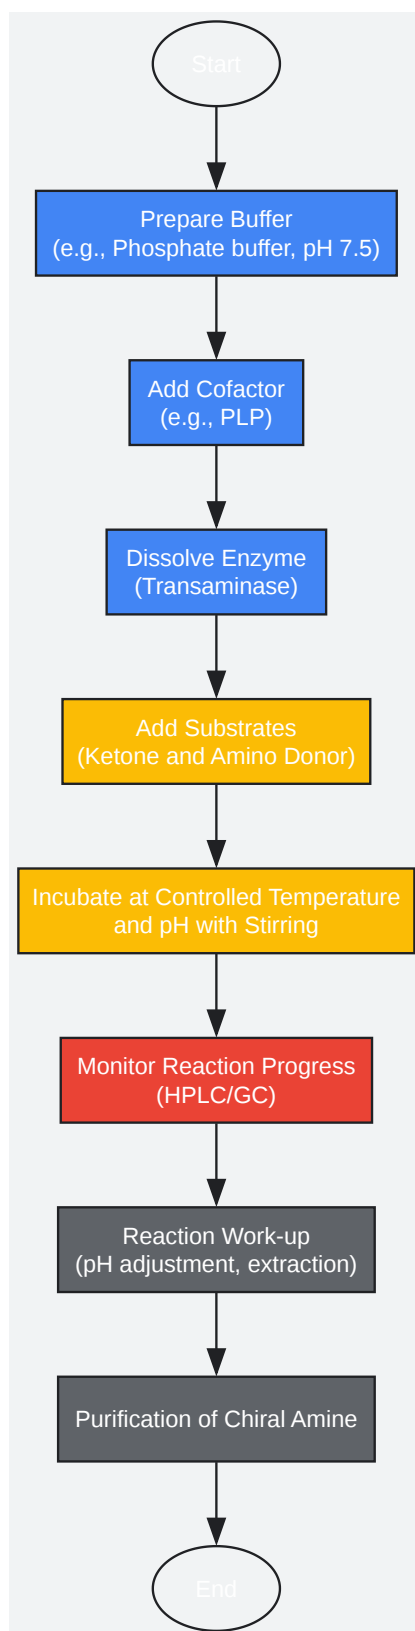 Start
Prepare Buffer
(e.g., Phosphate buffer, pH 7.5)
Add Cofactor
(e.g., PLP)
Dissolve Enzyme
(Transaminase)
Add Substrates
(Ketone and Amino Donor)
Incubate at Controlled Temperature
and pH with Stirring
Monitor Reaction Progress
(HPLC/GC)
Reaction Work-up
(pH adjustment, extraction)
Purification of Chiral Amine
End